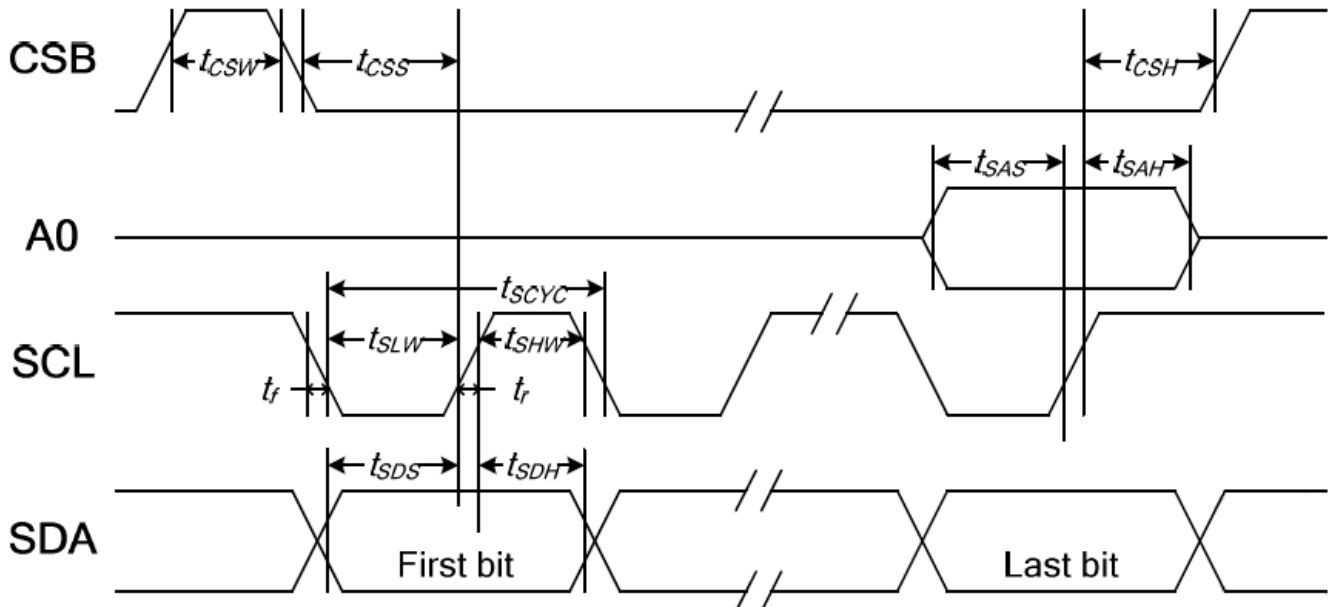 CSB
tCSW
tCSS
tCSH
tSAS
tSAH
A0
tSCYC
SCL
tSLW
tSHW
tf
tr
tSDS
tSDH
SDA
First bit
Last bit